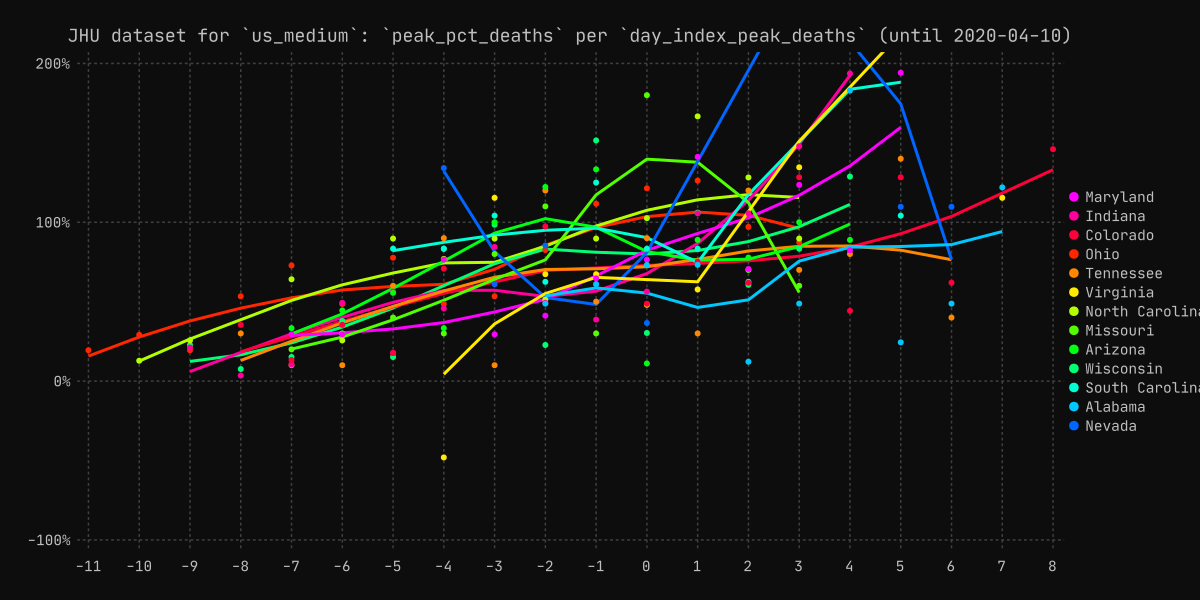 JHU dataset for `us_medium`: `peak_pct_deaths` per `day_index_peak_deaths` (until 2020-04-10)
200%
100%
0%
-100%
-11 -10 -9 -8 -7 -6 -5 -4 -3 -2 -1 0 1 2 3 4 5 6 7 8
Maryland
Indiana
Colorado
Ohio
Tennessee
Virginia
North Carolina
Missouri
Arizona
Wisconsin
South Carolina
Alabama
Nevada